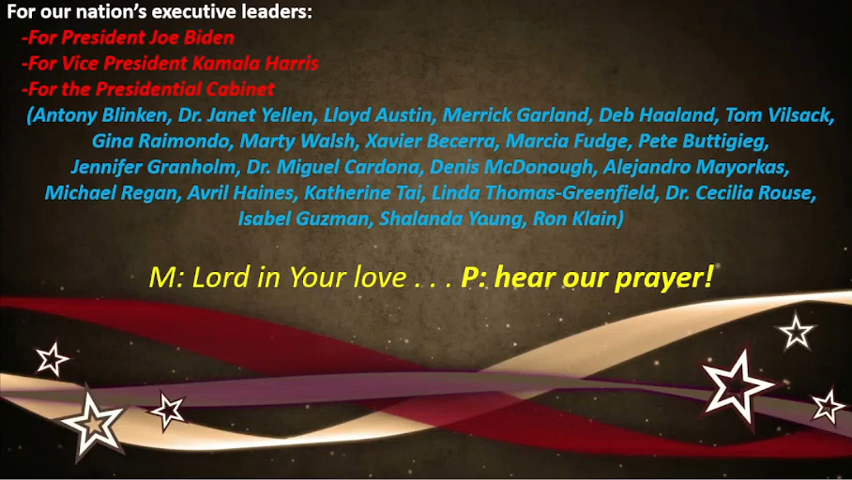 For our nation's executive leaders:
-For President Joe Biden
-For Vice President Kamala Harris
-For the Presidential Cabinet
(Antony Blinken, Dr. Janet Yellen, Lloyd Austin, Merrick Garland, Deb Haaland, Tom Vilsack,
Gina Raimondo, Marty Walsh, Xavier Becerra, Marcia Fudge, Pete Buttigieg,
Jennifer Granholm, Dr. Miguel Cardona, Denis McDonough, Alejandro Mayorkas,
Michael Regan, Avril Haines, Katherine Tai, Linda Thomas-Greenfield, Dr. Cecilia Rouse,
Isabel Guzman, Shalanda Young, Ron Klain)
M: Lord in Your love . . . P: hear our prayer!